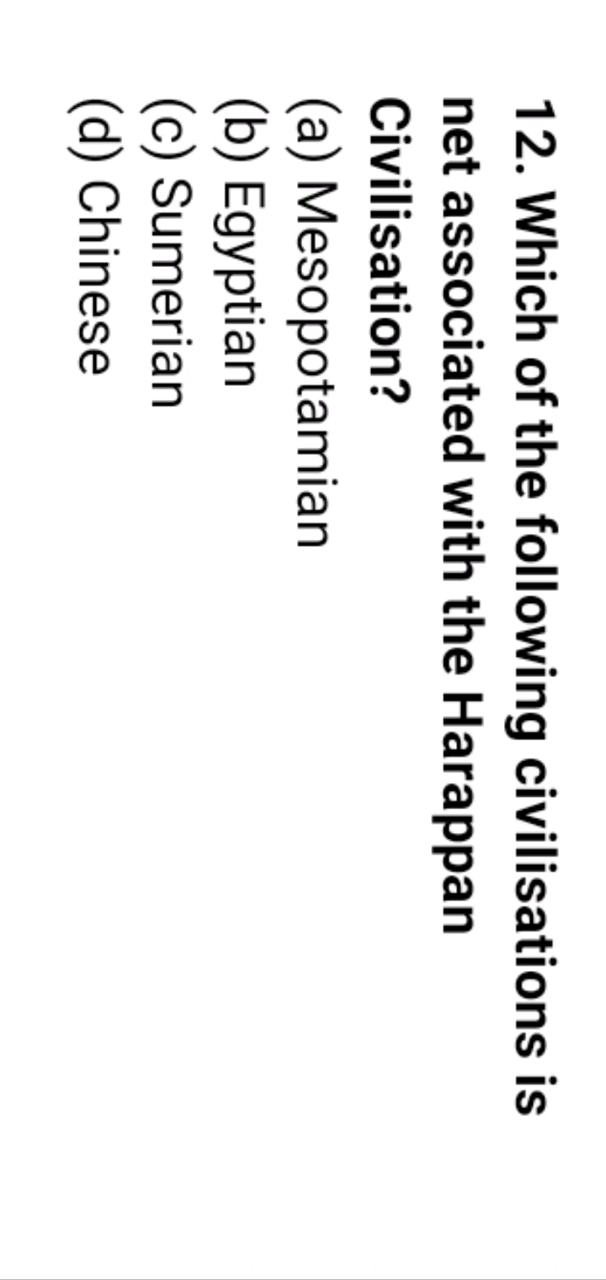 12. Which of the following civilisations is
net associated with the Harappan
Civilisation?
(a) Mesopotamian
(b) Egyptian
(c) Sumerian
(d) Chinese